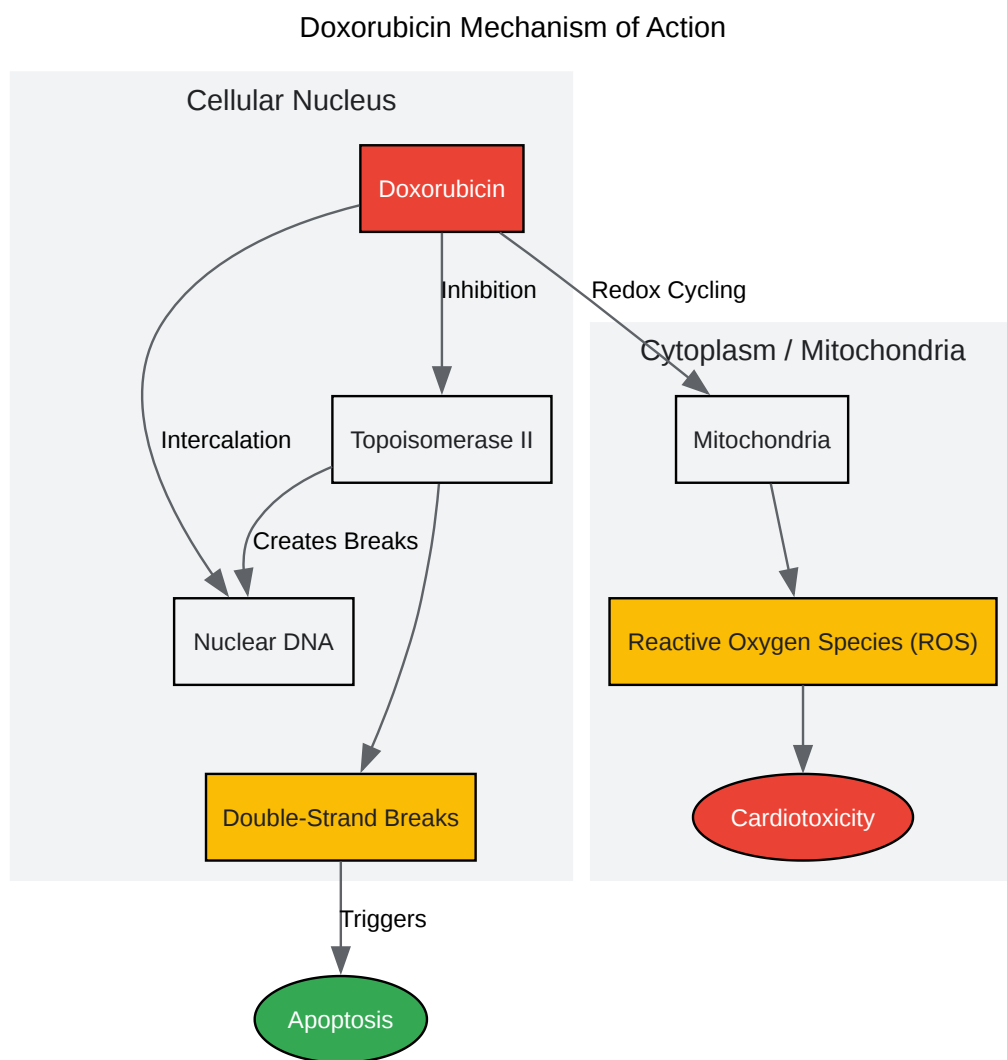 Doxorubicin Mechanism of Action
Cellular Nucleus
Doxorubicin
Inhibition
Redox Cycling
Cytoplasm / Mitochondria
Intercalation
Topoisomerase II
Mitochondria
Creates Breaks
Nuclear DNA
Reactive Oxygen Species (ROS)
Double-Strand Breaks
Cardiotoxicity
Triggers
Apoptosis